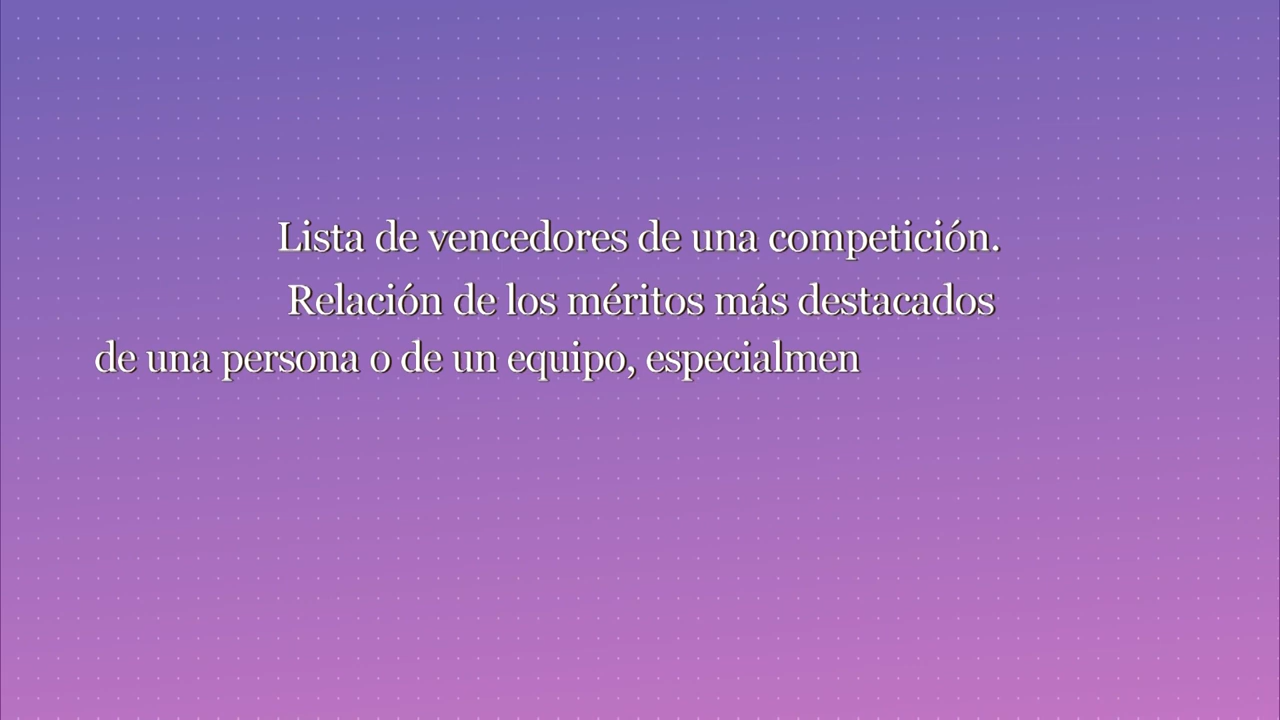 Lista de vencedores de una competición.
Relación de los méritos más destacados
de una persona o de un equipo, especialmen